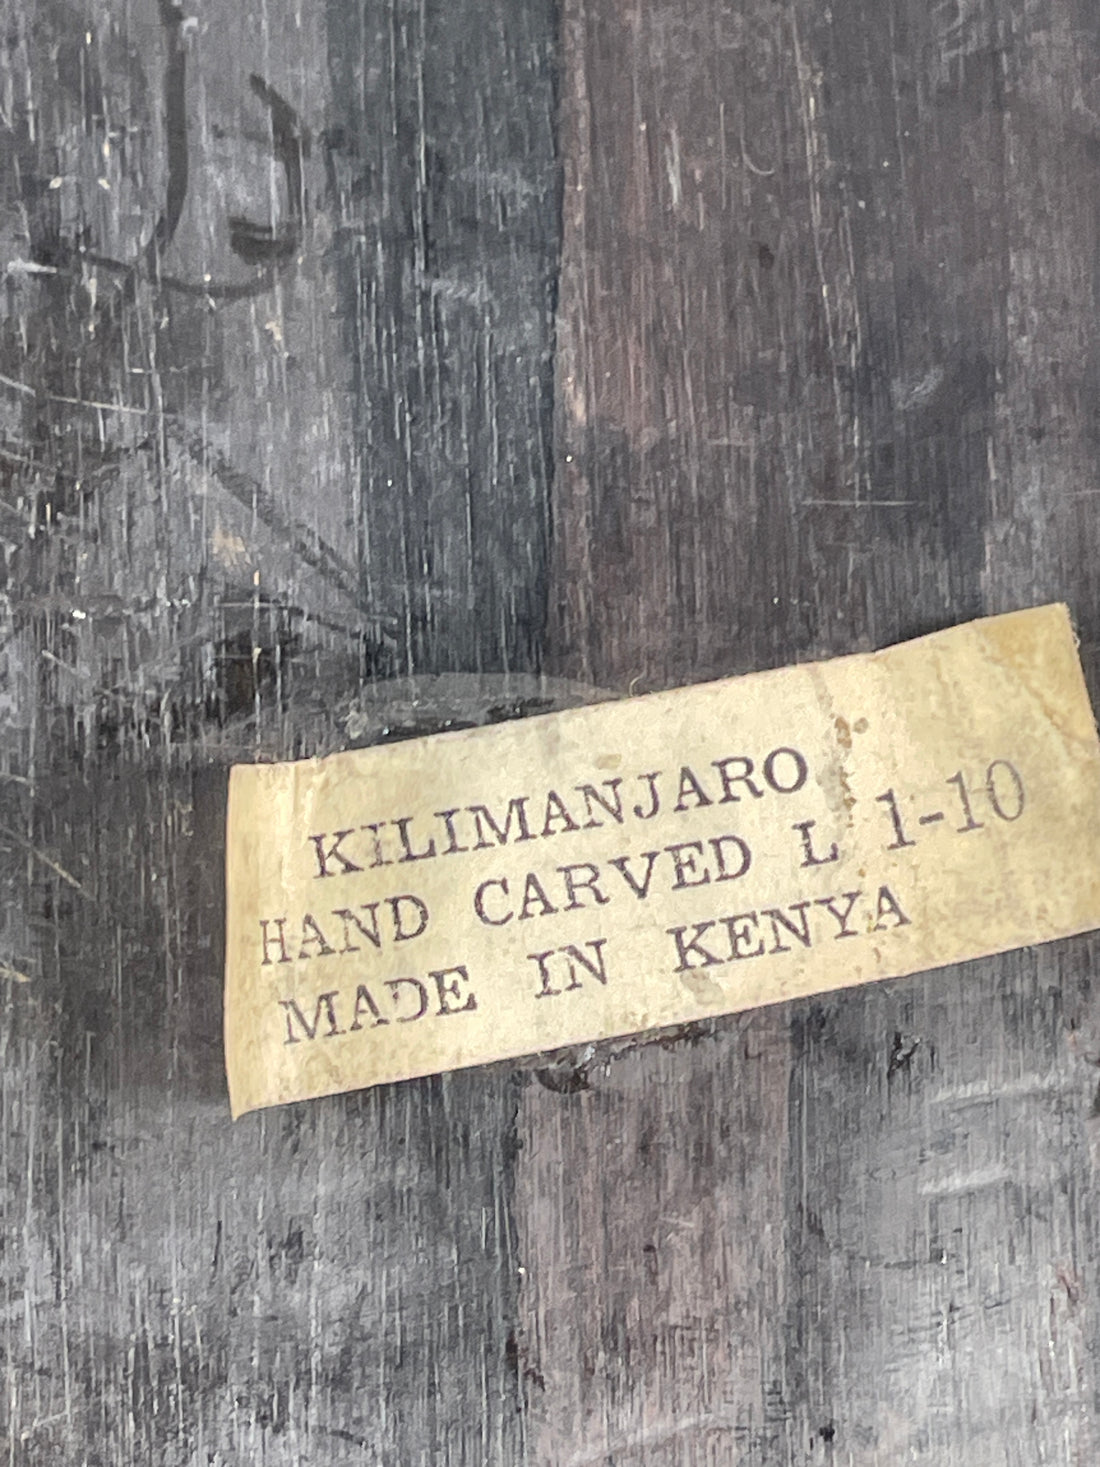 KILIMANJARO
HAND CARVED L 1-10
MADE IN KENYA